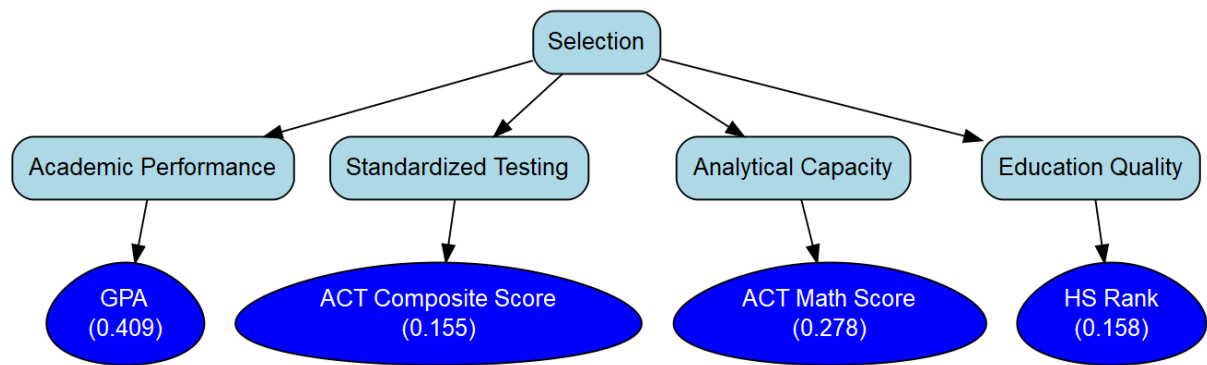 Selection
Academic Performance
Standardized Testing
Analytical Capacity
Education Quality
GPA
(0.409)
ACT Composite Score
(0.155)
ACT Math Score
(0.278)
HS Rank
(0.158)